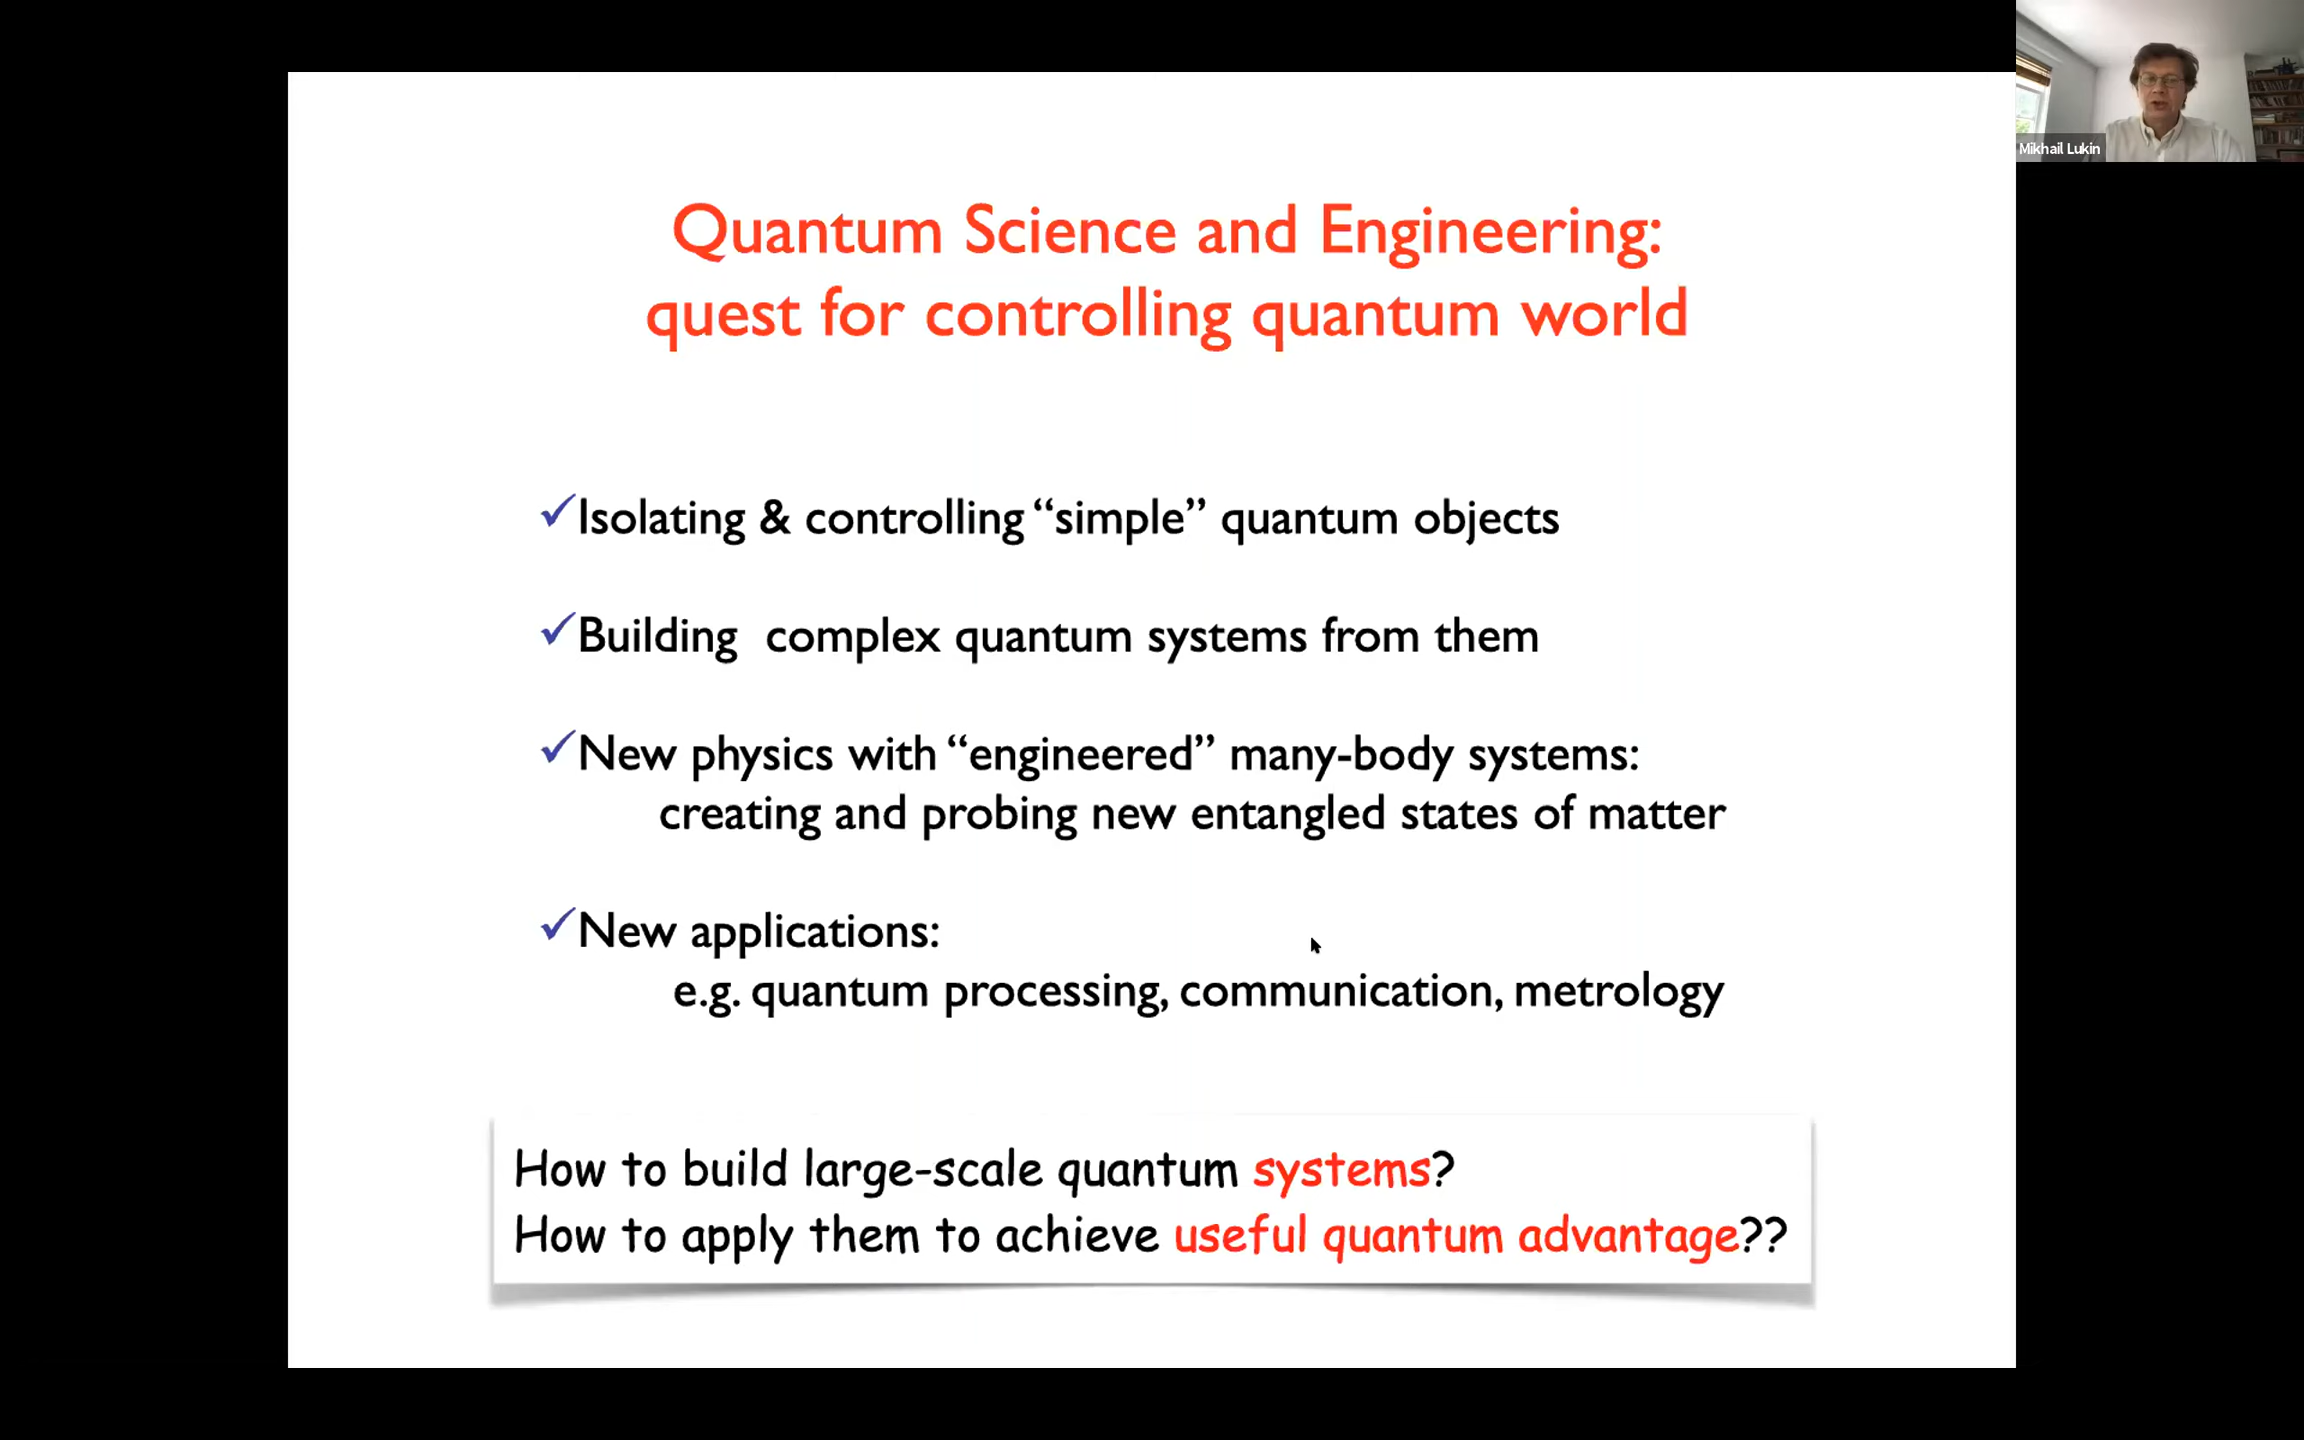 Mikhail Lukin
Quantum Science and Engineering:
quest for controlling quantum world
✓Isolating & controlling “simple” quantum objects
✓Building complex quantum systems from them
✓New physics with “engineered” many-body systems:
creating and probing new entangled states of matter
✓New applications:
e.g. quantum processing, communication, metrology
How to build large-scale quantum systems?
How to apply them to achieve useful quantum advantage??